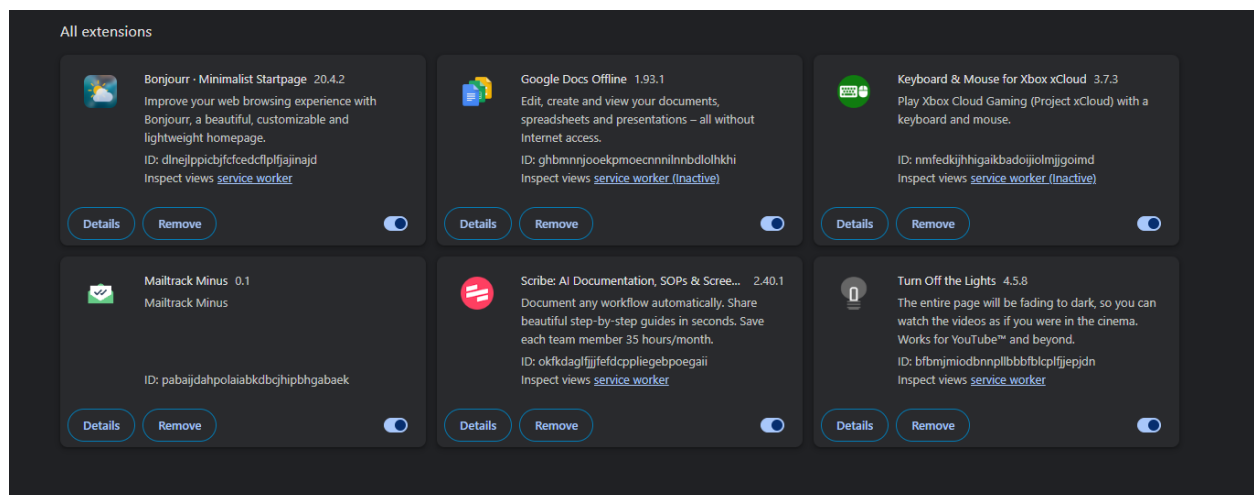 All extensions
Bonjourr · Minimalist Startpage 20.4.2
Improve your web browsing experience with
Bonjourr, a beautiful, customizable and
lightweight homepage.
ID: dlnejlppicbjfcfcedcflplfjajinajd
Inspect views service worker
Details Remove
Google Docs Offline 1.93.1
Edit, create and view your documents,
spreadsheets and presentations – all without
Internet access.
ID: ghbmnnjooekpmoecnnnilnnbdlolhkhi
Inspect views service worker (Inactive)
Details Remove
Keyboard & Mouse for Xbox xCloud 3.7.3
Play Xbox Cloud Gaming (Project xCloud) with a
keyboard and mouse.
ID: nmfedkijhhigaikbadoijiolmjjgoimd
Inspect views service worker (Inactive)
Details Remove
Mailtrack Minus 0.1
Mailtrack Minus
ID: pabaijdahpolaiabkdbcjhipbhgabaek
Details Remove
Scribe: AI Documentation, SOPs & Scree... 2.40.1
Document any workflow automatically. Share
beautiful step-by-step guides in seconds. Save
each team member 35 hours/month.
ID: okfkdaglfjjjfefdcppliegebpoegaii
Inspect views service worker
Details Remove
Turn Off the Lights 4.5.8
The entire page will be fading to dark, so you can
watch the videos as if you were in the cinema.
Works for YouTube™ and beyond.
ID: bfbmjmiodbnnpllbbbfblcplfjjepjdn
Inspect views service worker
Details Remove